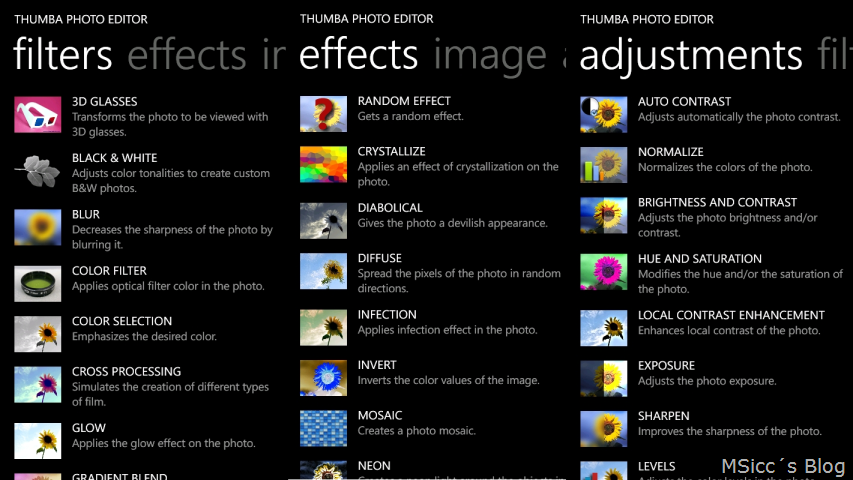 THUMBA PHOTO EDITOR
filters effects
3D GLASSES
Transforms the photo to be viewed with
3D glasses.
BLACK & WHITE
Adjusts color tonalities to create custom
B&W photos.
BLUR
Decreases the sharpness of the photo by
blurring it.
COLOR FILTER
Applies optical filter color in the photo.
COLOR SELECTION
Emphasizes the desired color.
CROSS PROCESSING
Simulates the creation of different types
of film.
GLOW
Applies the glow effect on the photo.
GRADIENT BLEND
THUMBA PHOTO EDITOR
effects image
RANDOM EFFECT
Gets a random effect.
CRYSTALLIZE
Applies an effect of crystallization on the
photo.
DIABOLICAL
Gives the photo a devilish appearance.
DIFFUSE
Spread the pixels of the photo in random
directions.
INFECTION
Applies infection effect in the photo.
INVERT
Inverts the color values of the image.
MOSAIC
Creates a photo mosaic.
NEON
THUMBA PHOTO EDITOR
adjustments fil
AUTO CONTRAST
Adjusts automatically the photo contrast.
NORMALIZE
Normalizes the colors of the photo.
BRIGHTNESS AND CONTRAST
Adjusts the photo brightness and/or
contrast.
HUE AND SATURATION
Modifies the hue and/or the saturation of
the photo.
LOCAL CONTRAST ENHANCEMENT
Enhances local contrast of the photo.
EXPOSURE
Adjusts the photo exposure.
SHARPEN
Improves the sharpness of the photo.
LEVELS
MSicc´s Blog